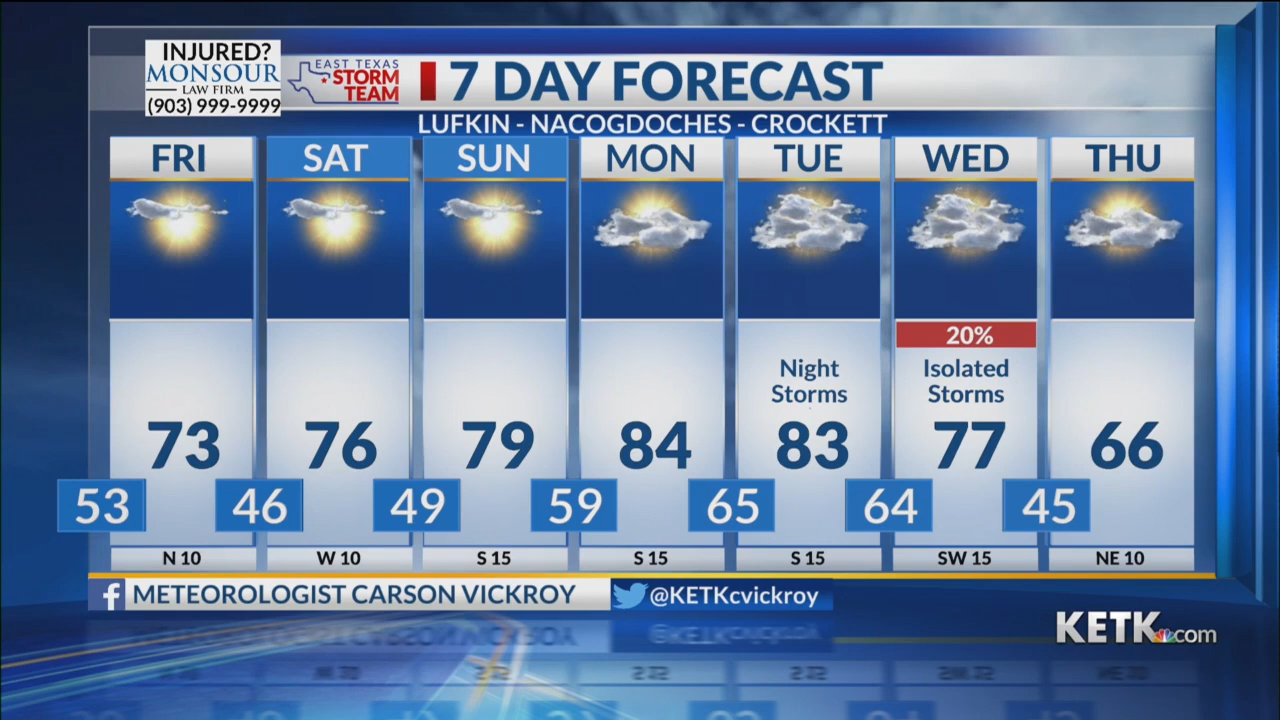 INJURED?
MONSOUR
LAW FIRM
(903) 999-9999
EAST TEXAS
STORM
TEAM
7 DAY FORECAST
LUFKIN - NACOGDOCHES - CROCKETT
FRI SAT SUN MON TUE WED THU
20%
Night Isolated
Storms Storms
73 76 79 84 83 77 66
53 46 49 59 65 64 45
N 10 W 10 S 15 S 15 S 15 SW 15 NE 10
f METEOROLOGIST CARSON VICKROY @KETKcvickroy
KETK.com